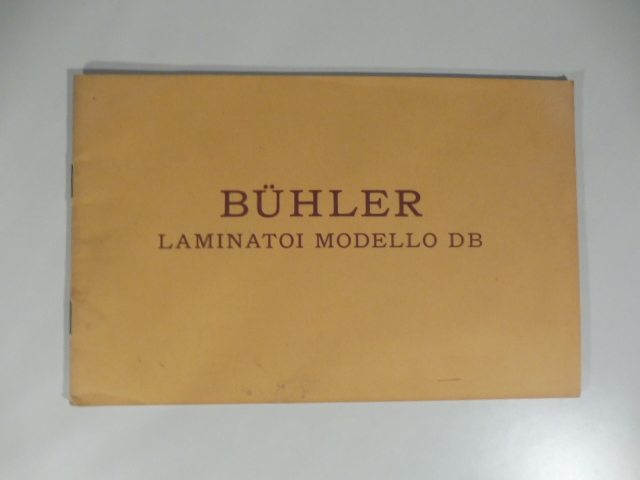 BÜHLER
LAMINATOI MODELLO DB